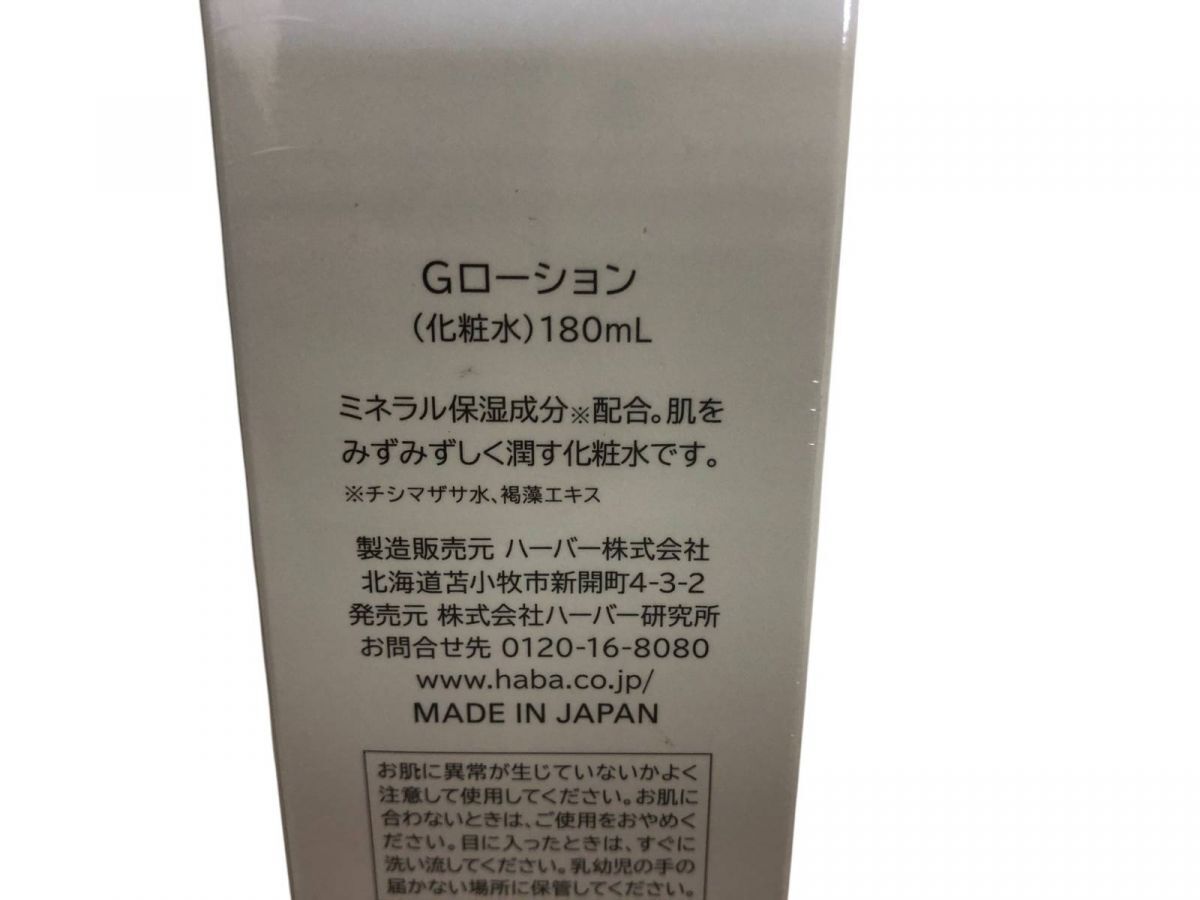 Gローション
（化粧水）180mL
ミネラル保湿成分※配合。肌を
みずみずしく潤す化粧水です。
※チシマザサ水、褐藻エキス
製造販売元 ハーバー株式会社
北海道苫小牧市新開町4-3-2
発売元 株式会社ハーバー研究所
お問合せ先 0120-16-8080
www.haba.co.jp/
MADE IN JAPAN
お肌に異常が生じていないかよく
注意して使用してください。お肌に
合わないときは、ご使用をおやめく
ださい。目に入ったときは、すぐに
洗い流してください。乳幼児の手の
届かない場所に保管してください。